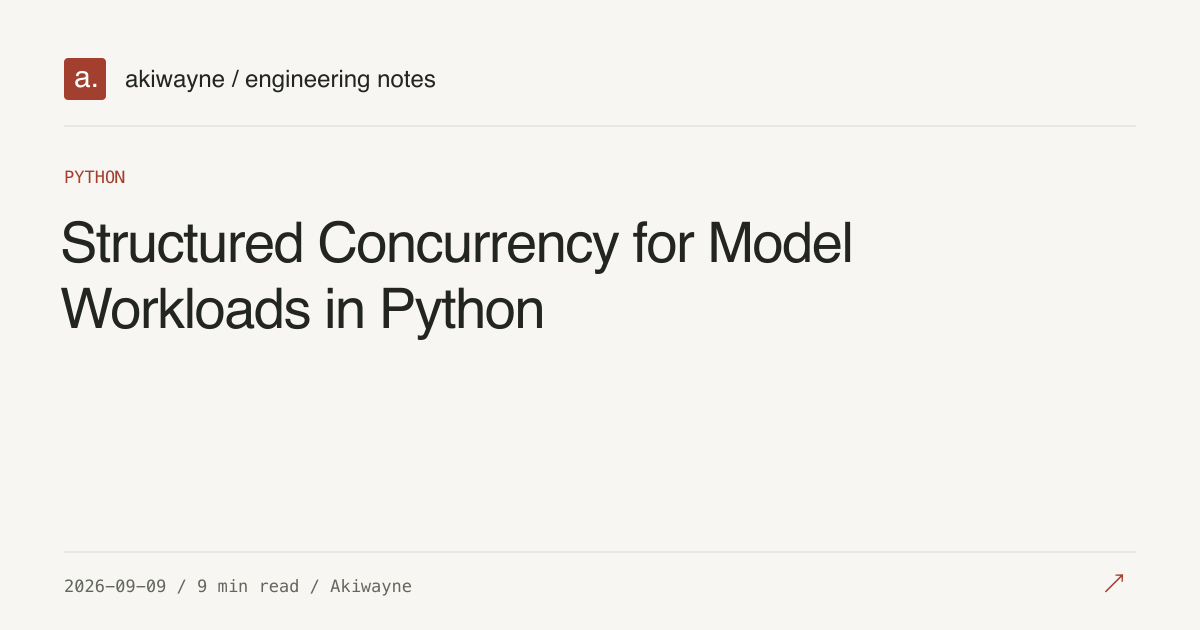 a. akiwayne / engineering notes
PYTHON
Structured Concurrency for Model
Workloads in Python
2026-09-09 / 9 min read / Akiwayne